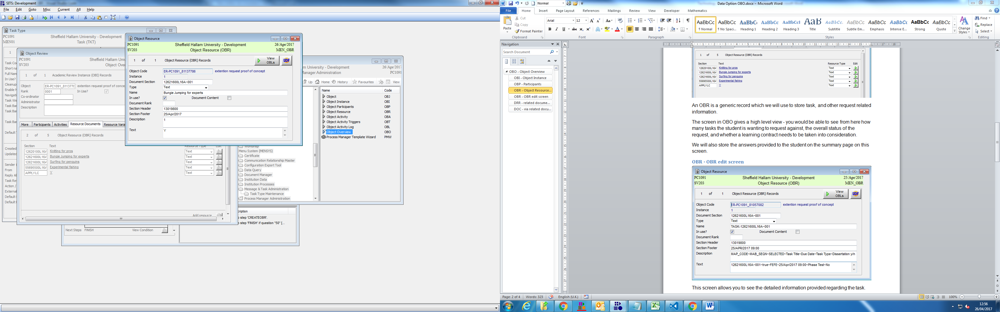 SITS: Development
File Edit Goto Misc Current All Help
Task Type
PC1091 Sheffield Hallam University - Development
MEN01 Task (TKT)
1
Task Co
Short na
Full Nam
In Use?
Cleanup
Enable N
Navigati
Task We
Task Bar
Task Bar
Task Bar
Default T
Created
Updated
Sender (
From
Reply Al
Task Ref
Action /
External
Default S
Default I
Object Review
PC1091 Sheffield Hallam Univ
SV203 Object Over
1 of 1 Academic Review Instance (OBI) Records
Object ER-PC1091_8113778 extention request proof of conce
Rank 0001 In Use?
Co-ordinator
Administrator
Description
More Participants Activities Resource Documents Resource Varia
2 of 5 Object Resource (OBR) Records
Section Text Resource Type Edit
12620100L16A Knitting for pros Text
12621600L16A Bungie Jumping for experts Text
12621600L16A Surfing for penguins Text
55695500L16A Experimental fishing Text
APPLYLC Y Text
Add resource
Next Steps FINISH View Condition
cription
o step 'CREATEOBR'.
o step 'FINISH' if question "50" [...
Object Resource
PC1091 Sheffield Hallam University - Development 26/Apr/2017
SV203 Object Resource (OBR) MEN_OBR
1 of 1 Object Resource (OBR) Records View OBLs UDF
Object Code ER-PC1091_81137786 extention request proof of concept
Instance 1
Document Section 12621600L16A~001
Type Text
Name Bungie Jumping for experts
In use? Document Content
Document Rank
Section Header 13019800
Section Footer 25/Apr/2017
Description 1
Text Y
am University - Development 26/Apr/2017
Manager Administration PC1091
Up Home History Favourites View
Name Code
Object OBJ
Object Instance OBI
Object Participants OBP
Object Resource OBR
Object Activity OBA
Object Activity Triggers OBT
Object Activity Log OBL
Object Overview OBO
Process Manager Template Wizard PMW
Workshop
Menu System (MENSYS)
Certificate
Communication Relationship Master
Configuration Export Tool
Data Query
Document Manager
Institution Data
Institution Processes
Message & Task Administration
Task Type Maintenance
Process Manager Administration
Normal
Data Option OBO.docx - Microsoft Word
File Home Insert Page Layout References Mailings Review View Developer Mathematics
Paste Cut
Copy
Format Painter
Clipboard
Arial 12
Font
Paragraph
AaBbCc AaBbCc AaBbC AaBbCc AaBbCcl AaB AaBbCc. AaBbCc AaBbCc AaBbCc AaBbCc AaBbCc
¶ Normal ¶ No Spaci... Heading 1 Heading 2 Heading 3 Title Subtitle Subtle Em... Emphasis Intense E... Strong Quote
Change Styles
Styles
Find
Replace
Select
Editing
Navigation
Search Document
OBO - Object Overview
OBI - Object Instance
OBP - Participants
OBR - Object Resource...
OBR - OBR edit screen
DRR - related docume...
DOC - via related docu...
1 of 5 Object Resource (OBR) Records
Section Text Resource Type Edit
12620100L16A Knitting for pros Text
12621600L16A Bungie Jumping for experts Text
12621600L16A Surfing for penguins Text
55695500L16A Experimental fishing Text
APPLYLC Y Text
An OBR is a generic record which we will use to store task, and other request related
information.
The screen in OBO gives a high level view - you would be able to see from here how
many tasks the student is wanting to request against, the overall status of the
request, and whether a learning contract needs to be taken into consideration.
We will also store the answers provided to the student on the summary page on this
screen.
OBR - OBR edit screen
Object Resource
PC1091 Sheffield Hallam University - Development 25/Apr/2017
SV203 Object Resource (OBR) MEN_OBR
1 of 1 Object Resource (OBR) Records View OBLs UDF
Object Code ER-PC1091_81057082 extention request proof of concept
Instance 1
Document Section 12621600L16A~001
Type Text
Name TASK-12621600L16A~001
In use? Document Content
Document Rank
Section Header 13019800
Section Footer 25/APR/2017 09:00
Description MAP_CODE~MAB_SEQN~SELECTED~Task Title~Due Date~Task Type~Dissertation y/n
Text 12621600L16A~001~true~FEFE~25/Apr/2017 09:00~Phase Test~No
This screen allows you to see the detailed information provided regarding the task.
Page: 2 of 4 Words: 323 English (U.K.) 100%
12:56
26/04/2017